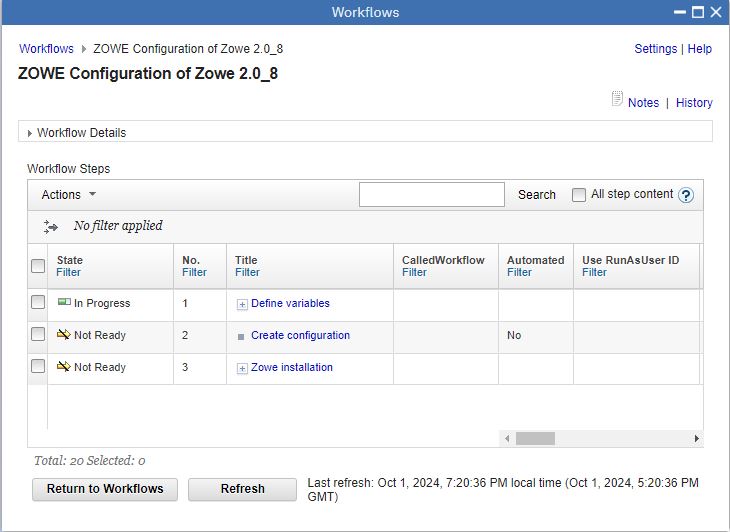 Workflows
Workflows ZOWE Configuration of Zowe 2.0_8 Settings | Help
ZOWE Configuration of Zowe 2.0_8
Notes | History
Workflow Details
Workflow Steps
Actions Search All step content ?
No filter applied
State No. Title CalledWorkflow Automated Use RunAsUser ID
Filter Filter Filter Filter Filter Filter
In Progress 1 Define variables
Not Ready 2 Create configuration No
Not Ready 3 Zowe installation
Total: 20 Selected: 0
Return to Workflows Refresh Last refresh: Oct 1, 2024, 7:20:36 PM local time (Oct 1, 2024, 5:20:36 PM
GMT)